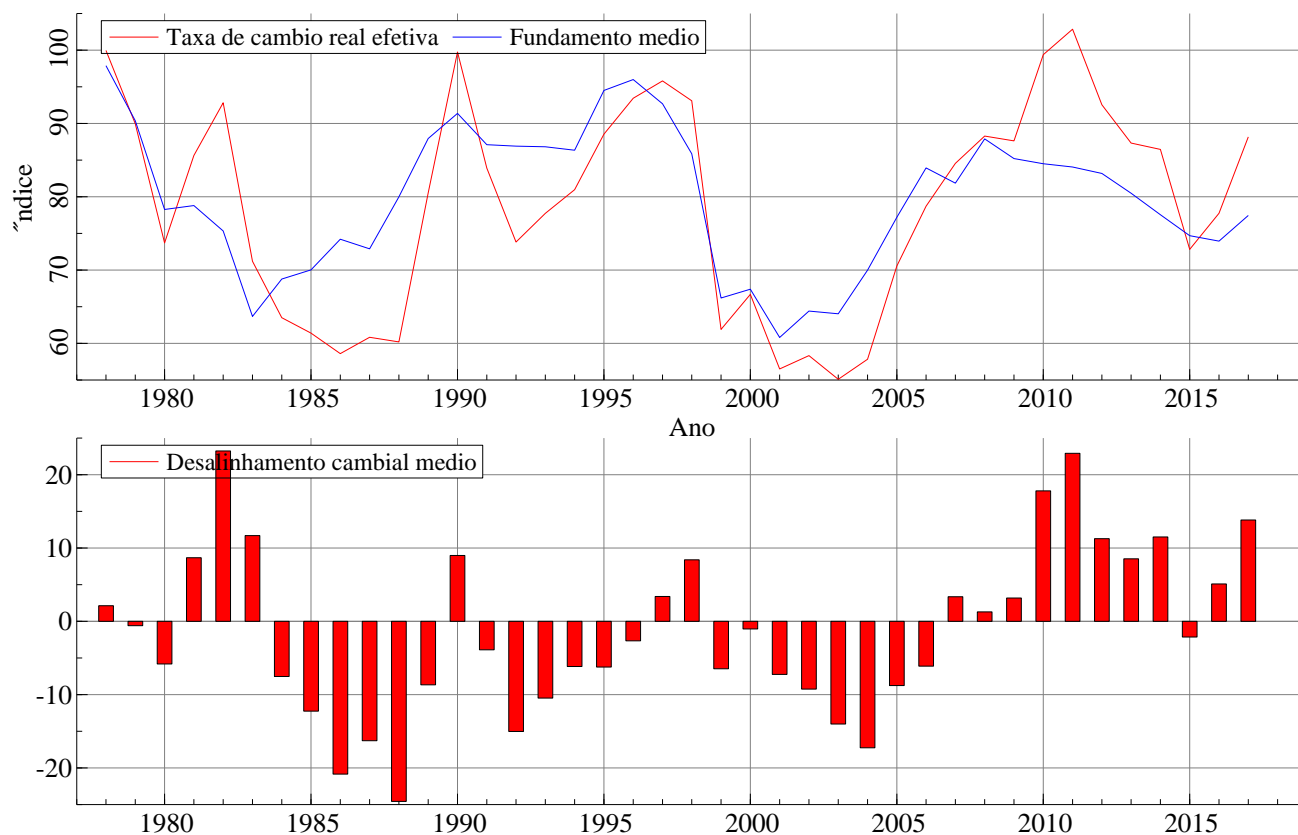 Taxa de cambio real efetiva Fundamento medio
100
90
80
70
60
˝ndice
1980 1985 1990 1995 2000 2005 2010 2015
Ano
Desalinhamento cambial medio
20
10
0
-10
-20
1980 1985 1990 1995 2000 2005 2010 2015